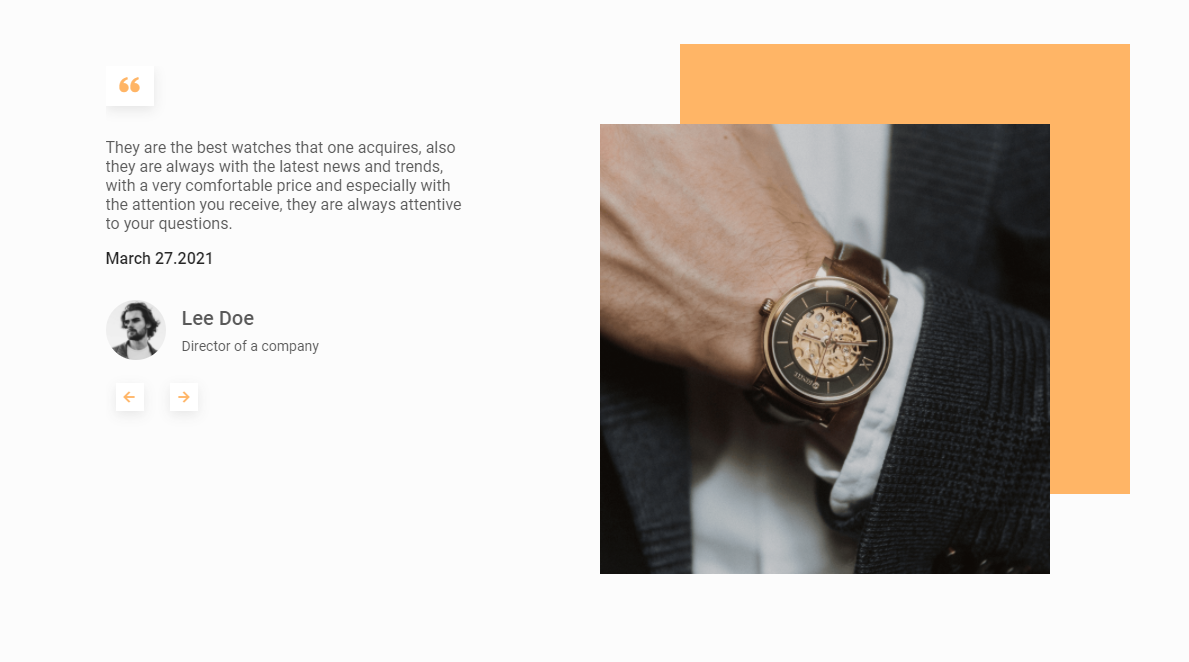 They are the best watches that one acquires, also
they are always with the latest news and trends,
with a very comfortable price and especially with
the attention you receive, they are always attentive
to your questions.
March 27.2021
Lee Doe
Director of a company